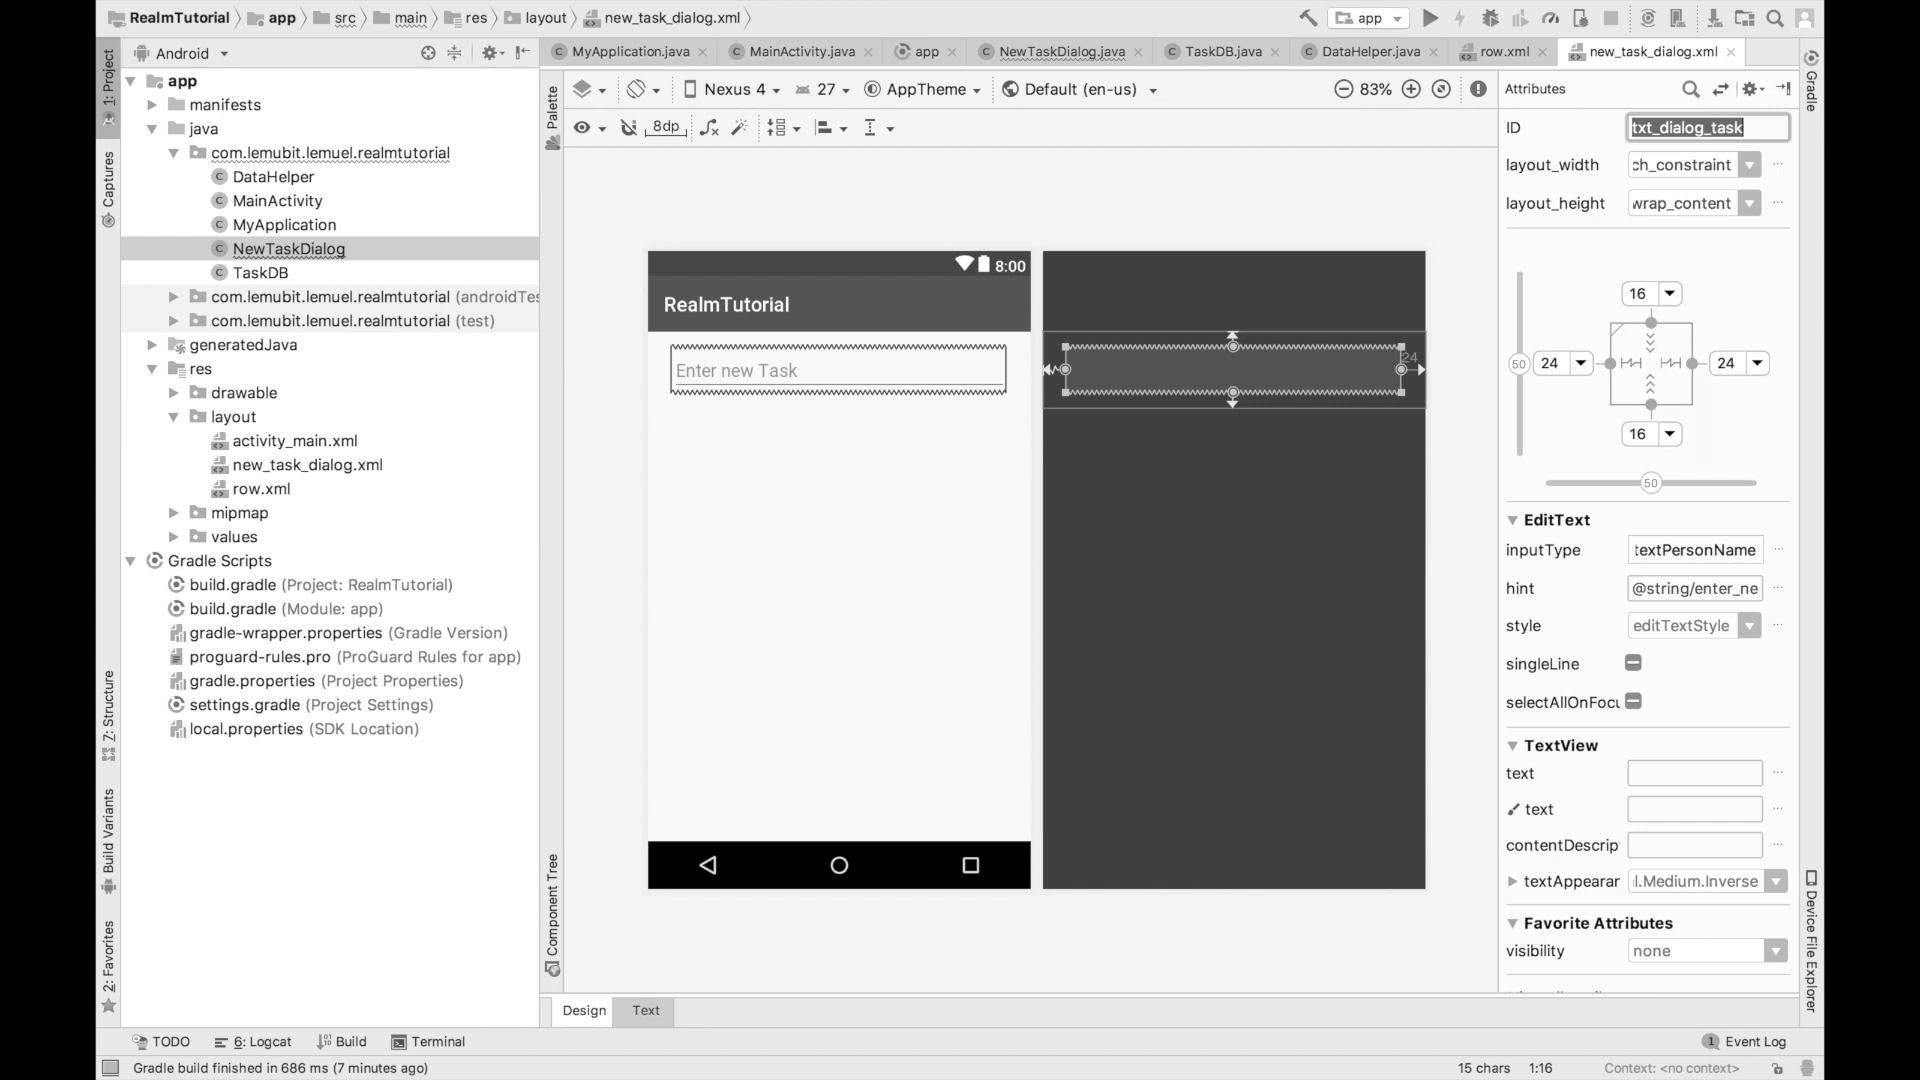 RealmTutorial app src main res layout new_task_dialog.xml app
Android
MyApplication.java MainActivity.java app NewTaskDialog.java TaskDB.java DataHelper.java row.xml new_task_dialog.xml
1: Project
Captures
Z: Structure
Build Variants
2: Favorites
app
manifests
java
com.lemubit.lemuel.realmtutorial
DataHelper
MainActivity
MyApplication
NewTaskDialog
TaskDB
com.lemubit.lemuel.realmtutorial (androidTes
com.lemubit.lemuel.realmtutorial (test)
generatedJava
res
drawable
layout
activity_main.xml
new_task_dialog.xml
row.xml
mipmap
values
Gradle Scripts
build.gradle (Project: RealmTutorial)
build.gradle (Module: app)
gradle-wrapper.properties (Gradle Version)
proguard-rules.pro (ProGuard Rules for app)
gradle.properties (Project Properties)
settings.gradle (Project Settings)
local.properties (SDK Location)
Palette
Component Tree
Nexus 4 27 AppTheme Default (en-us) 83%
8dp
8:00
RealmTutorial
Enter new Task
24
Design Text
Attributes
ID txt_dialog_task
layout_width ch_constraint
layout_height wrap_content
16
50 24 24
16
50
EditText
inputType textPersonName
hint @string/enter_ne
style editTextStyle
singleLine
selectAllOnFocu
TextView
text
text
contentDescrip
textAppearar l.Medium.Inverse
Favorite Attributes
visibility none
Gradle
Device File Explorer
TODO 6: Logcat Build Terminal 1 Event Log
Gradle build finished in 686 ms (7 minutes ago) 15 chars 1:16 Context: <no context>